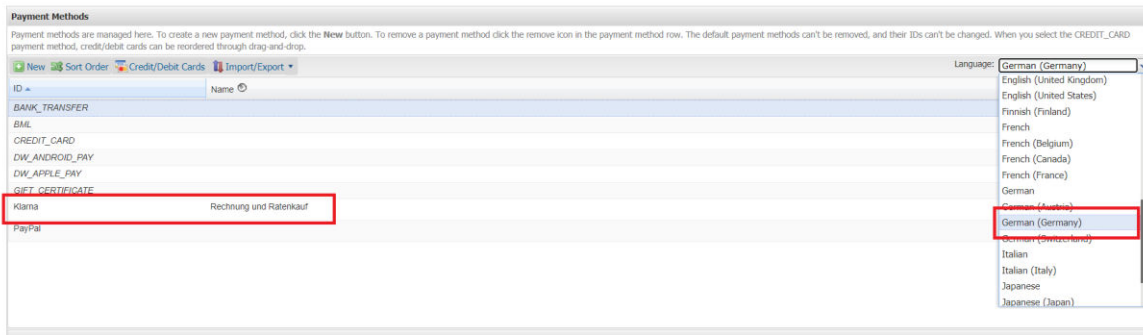 Payment Methods
Payment methods are managed here. To create a new payment method, click the New button. To remove a payment method click the remove icon in the payment method row. The default payment methods can't be removed, and their IDs can't be changed. When you select the CREDIT_CARD
payment method, credit/debit cards can be reordered through drag-and-drop.
New Sort Order Credit/Debit Cards Import/Export
Language: German (Germany)
ID Name
BANK_TRANSFER
BML
CREDIT_CARD
DW_ANDROID_PAY
DW_APPLE_PAY
GIFT_CERTIFICATE
Klarna Rechnung und Ratenkauf
PayPal
English (United Kingdom)
English (United States)
Finnish (Finland)
French
French (Belgium)
French (Canada)
French (France)
German
German (Austria)
German (Germany)
German (Switzerland)
Italian
Italian (Italy)
Japanese
Japanese (Japan)